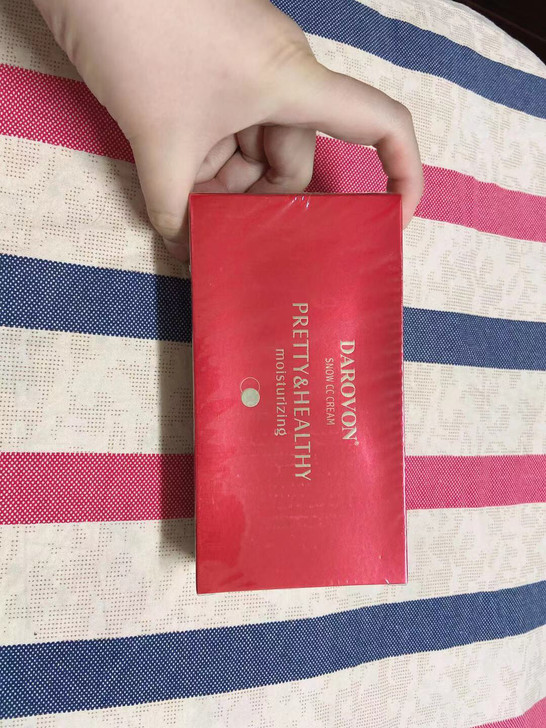 DAROVON®
SNOW CC CREAM
PRETTY&HEALTHY
moisturizing